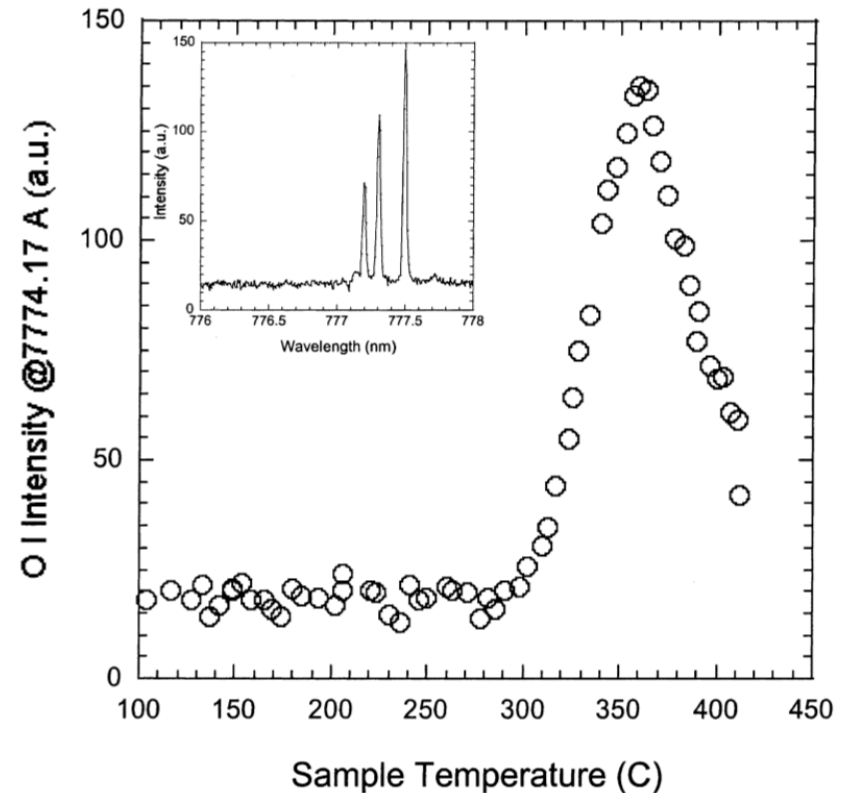 150
100
50
0
O I Intensity @7774.17 A (a.u.)
100 150 200 250 300 350 400 450
Sample Temperature (C)
150
100
50
0
Intensity (a.u.)
776 776.5 777 777.5 778
Wavelength (nm)